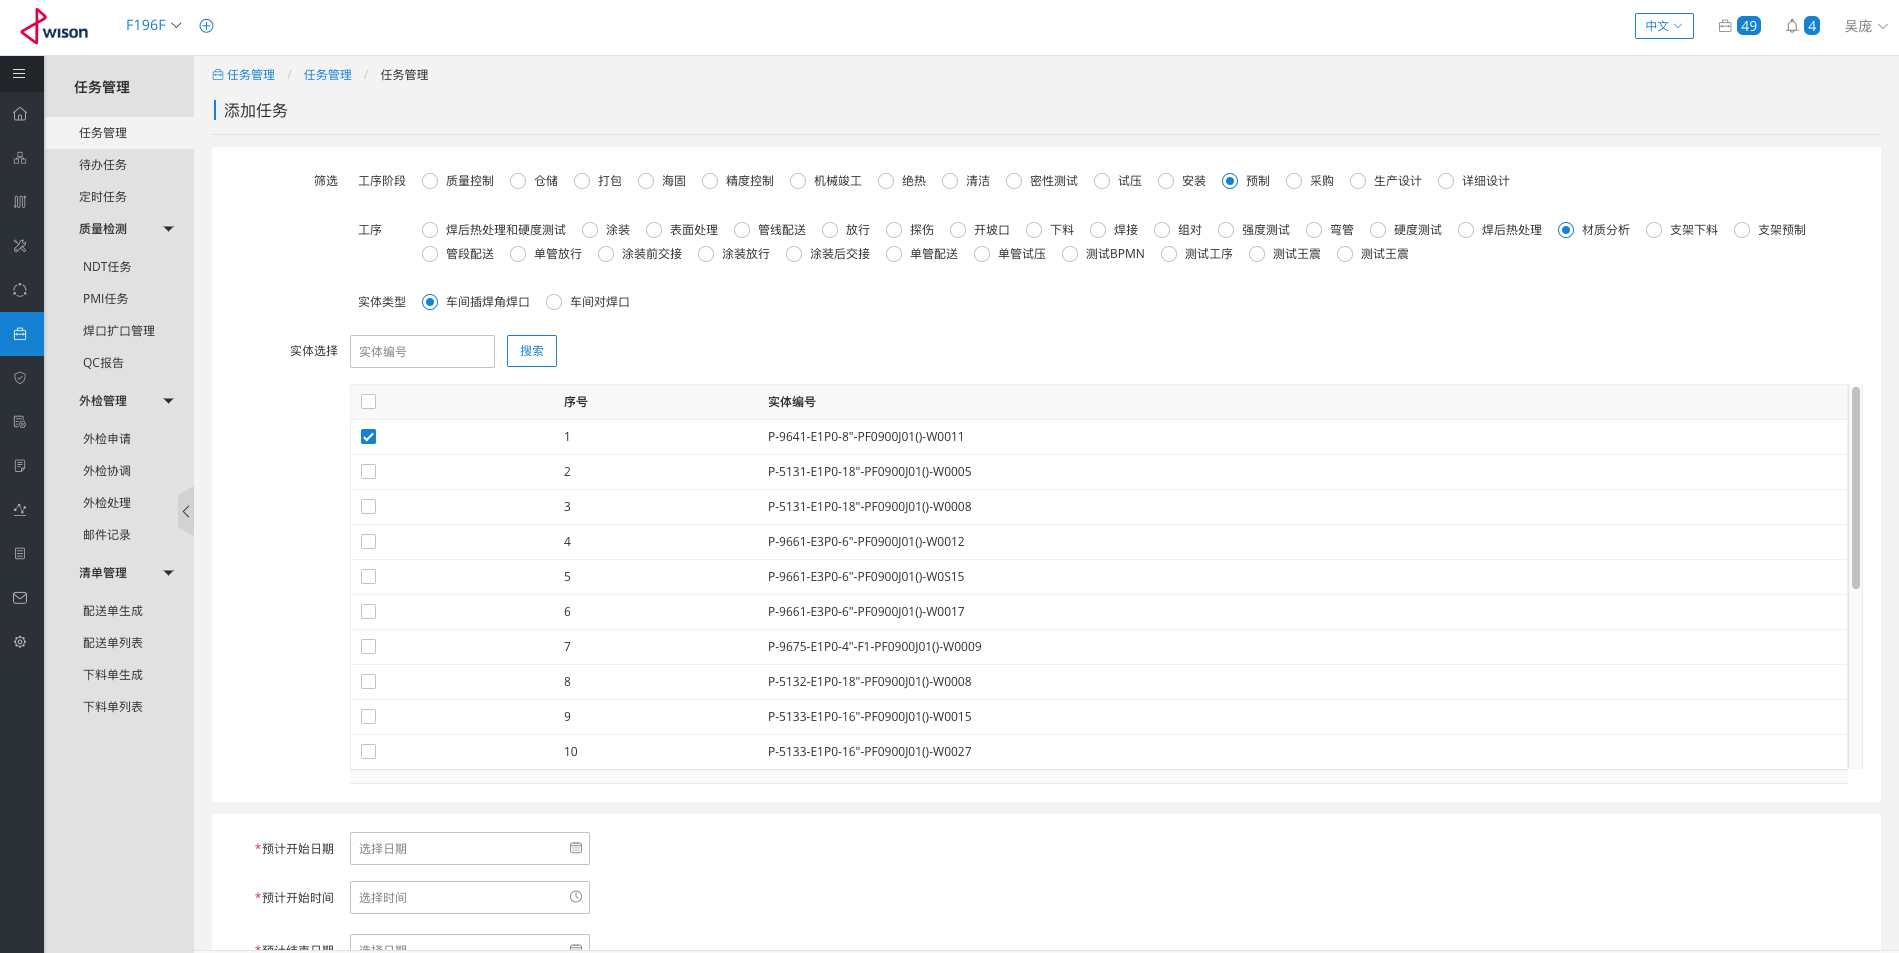 wison F196F 中文 49 4 吴庞
任务管理
任务管理
待办任务
定时任务
质量检测
NDT任务
PMI任务
焊口扩口管理
QC报告
外检管理
外检申请
外检协调
外检处理
邮件记录
清单管理
配送单生成
配送单列表
下料单生成
下料单列表
任务管理 / 任务管理 / 任务管理
添加任务
筛选 工序阶段 质量控制 仓储 打包 海固 精度控制 机械竣工 绝热 清洁 密性测试 试压 安装 预制 采购 生产设计 详细设计
工序 焊后热处理和硬度测试 涂装 表面处理 管线配送 放行 探伤 开坡口 下料 焊接 组对 强度测试 弯管 硬度测试 焊后热处理 材质分析 支架下料 支架预制
管段配送 单管放行 涂装前交接 涂装放行 涂装后交接 单管配送 单管试压 测试BPMN 测试工序 测试王震 测试王震
实体类型 车间插焊角焊口 车间对焊口
实体选择 实体编号 搜索
序号 实体编号
1 P-9641-E1P0-8"-PF0900J01()-W0011
2 P-5131-E1P0-18"-PF0900J01()-W0005
3 P-5131-E1P0-18"-PF0900J01()-W0008
4 P-9661-E3P0-6"-PF0900J01()-W0012
5 P-9661-E3P0-6"-PF0900J01()-W0S15
6 P-9661-E3P0-6"-PF0900J01()-W0017
7 P-9675-E1P0-4"-F1-PF0900J01()-W0009
8 P-5132-E1P0-18"-PF0900J01()-W0008
9 P-5133-E1P0-16"-PF0900J01()-W0015
10 P-5133-E1P0-16"-PF0900J01()-W0027
*预计开始日期 选择日期
*预计开始时间 选择时间
*预计结束日期 选择日期